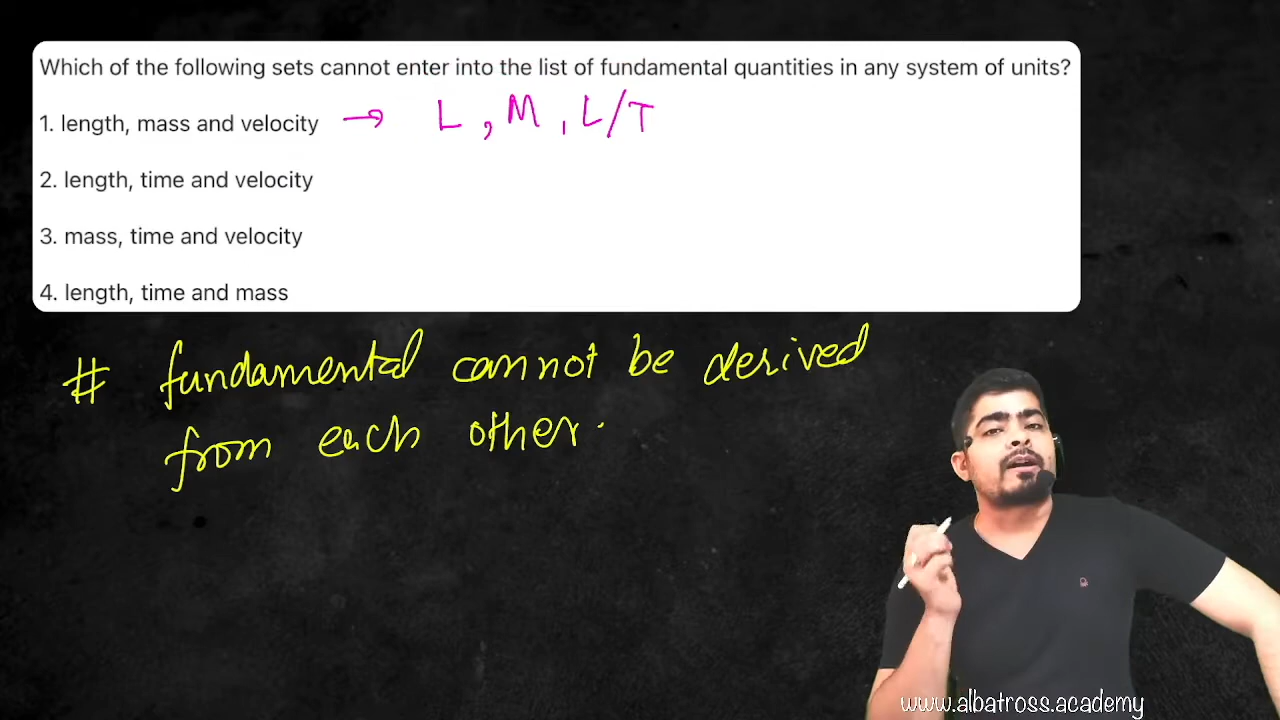 Which of the following sets cannot enter into the list of fundamental quantities in any system of units?
1. length, mass and velocity → L, M, L/T
2. length, time and velocity
3. mass, time and velocity
4. length, time and mass
# fundamental cannot be derived
from each other.
www.albatross.academy